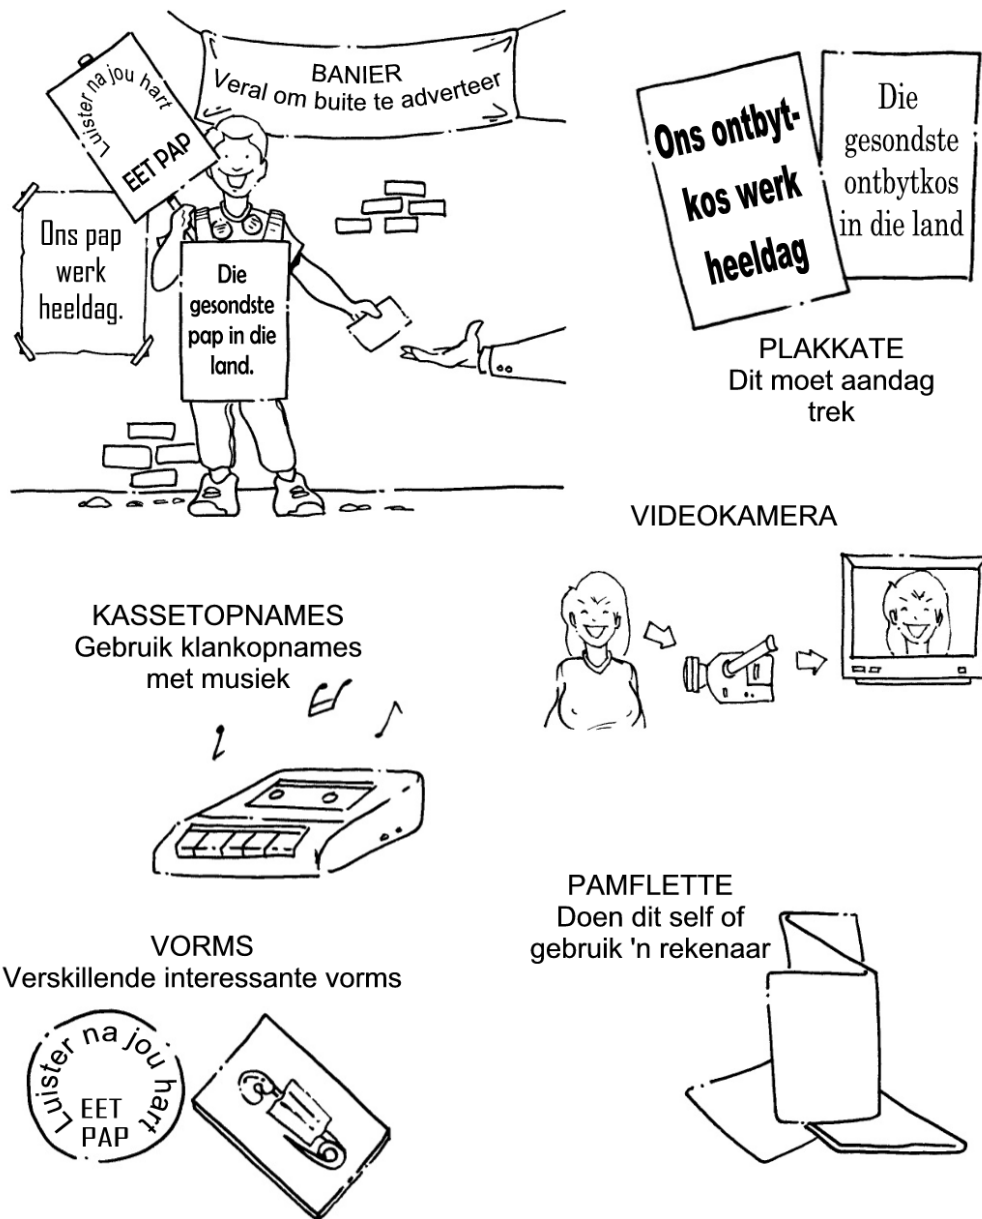 BANIER
Veral om buite te adverteer
Luister na jou hart
EET PAP
Ons pap
werk
heeldag.
Die
gesondste
pap in die
land.
Ons ontbyt-
kos werk
heeldag
Die
gesondste
ontbytkos
in die land
PLAKKATE
Dit moet aandag
trek
VIDEOKAMERA
KASSETOPNAMES
Gebruik klankopnames
met musiek
PAMFLETTE
Doen dit self of
gebruik 'n rekenaar
VORMS
Verskillende interessante vorms
Luister na jou hart
EET
PAP